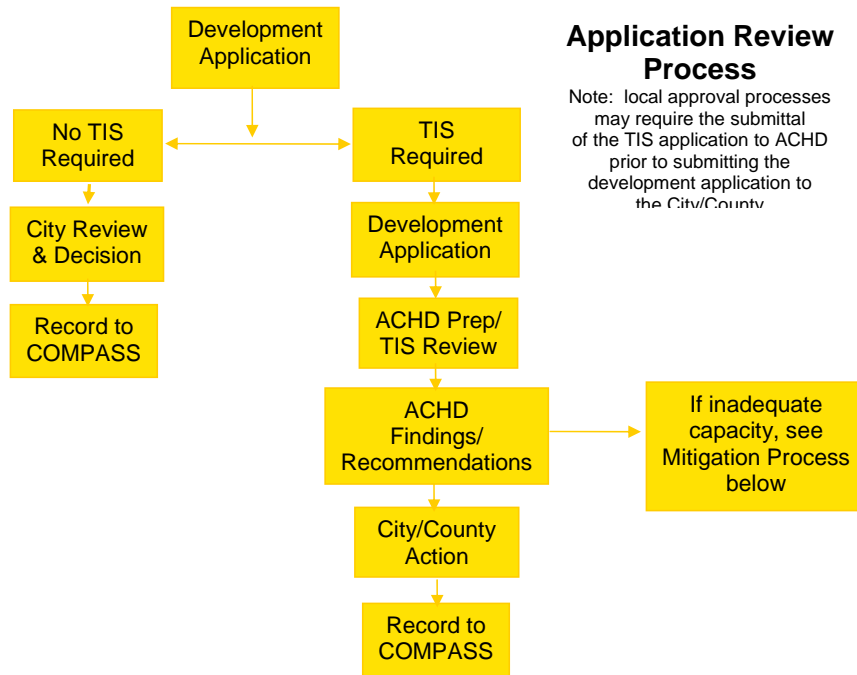 Development
Application
Application Review
Process
Note: local approval processes
may require the submittal
of the TIS application to ACHD
prior to submitting the
development application to
the City/County
No TIS
Required
TIS
Required
City Review
& Decision
Development
Application
Record to
COMPASS
ACHD Prep/
TIS Review
ACHD
Findings/
Recommendations
If inadequate
capacity, see
Mitigation Process
below
City/County
Action
Record to
COMPASS